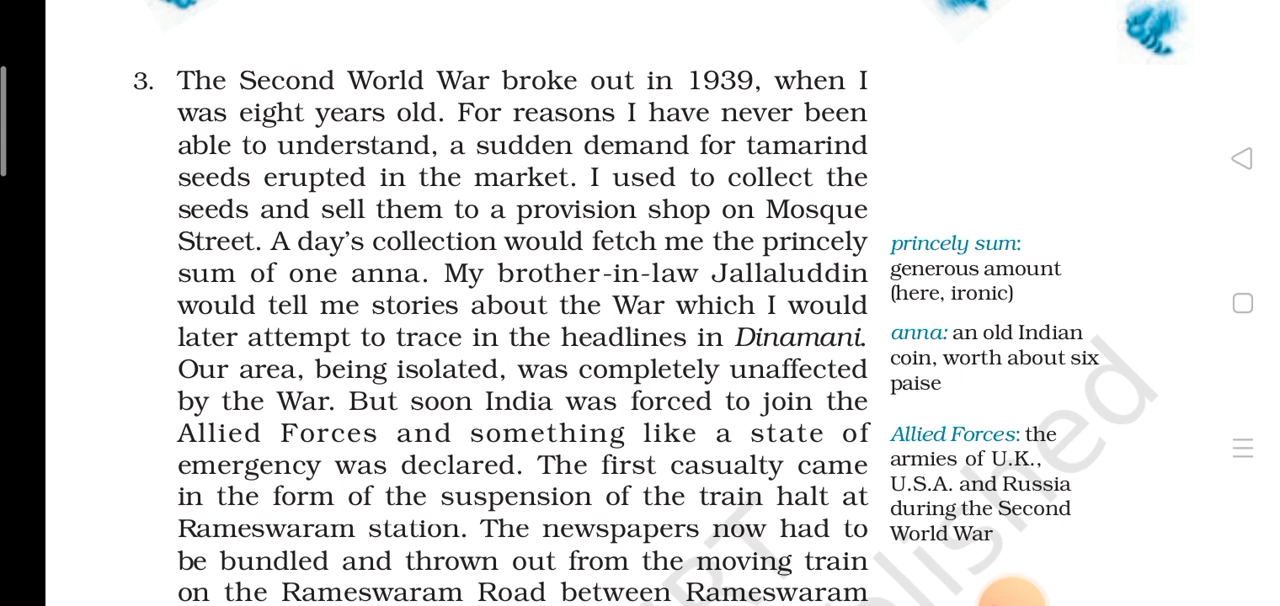 3. The Second World War broke out in 1939, when I
was eight years old. For reasons I have never been
able to understand, a sudden demand for tamarind
seeds erupted in the market. I used to collect the
seeds and sell them to a provision shop on Mosque
Street. A day's collection would fetch me the princely
sum of one anna. My brother-in-law Jallaluddin
would tell me stories about the War which I would
later attempt to trace in the headlines in Dinamani.
Our area, being isolated, was completely unaffected
by the War. But soon India was forced to join the
Allied Forces and something like a state of
emergency was declared. The first casualty came
in the form of the suspension of the train halt at
Rameswaram station. The newspapers now had to
be bundled and thrown out from the moving train
on the Rameswaram Road between Rameswaram
princely sum:
generous amount
(here, ironic)
anna: an old Indian
coin, worth about six
paise
Allied Forces: the
armies of U.K.,
U.S.A. and Russia
during the Second
World War